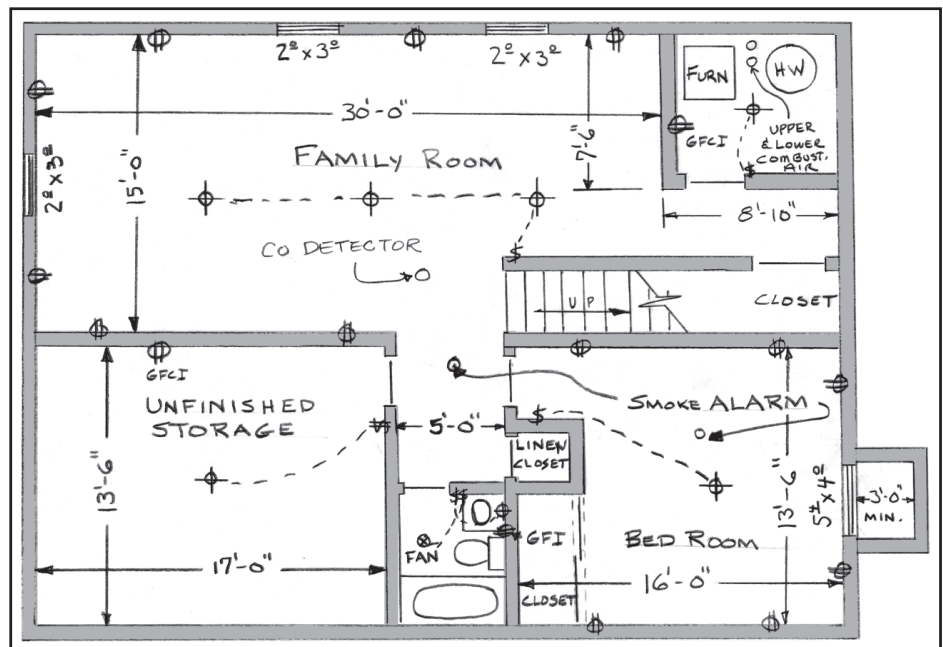 2⁰ x 3⁰
2⁰ x 3⁰
FURN
HW
30'-0"
7'-6"
GFCI
UPPER
& LOWER
COMBUST.
AIR
2⁰ x 3⁰
15'-0"
FAMILY ROOM
8'-10"
CO DETECTOR
UP
CLOSET
GFCI
UNFINISHED
STORAGE
5'-0"
SMOKE ALARM
LINEN
CLOSET
13'-6"
13'-6"
5⁴ x 4⁰
3'-0"
MIN.
GFI
FAN
BED ROOM
17'-0"
16'-0"
CLOSET